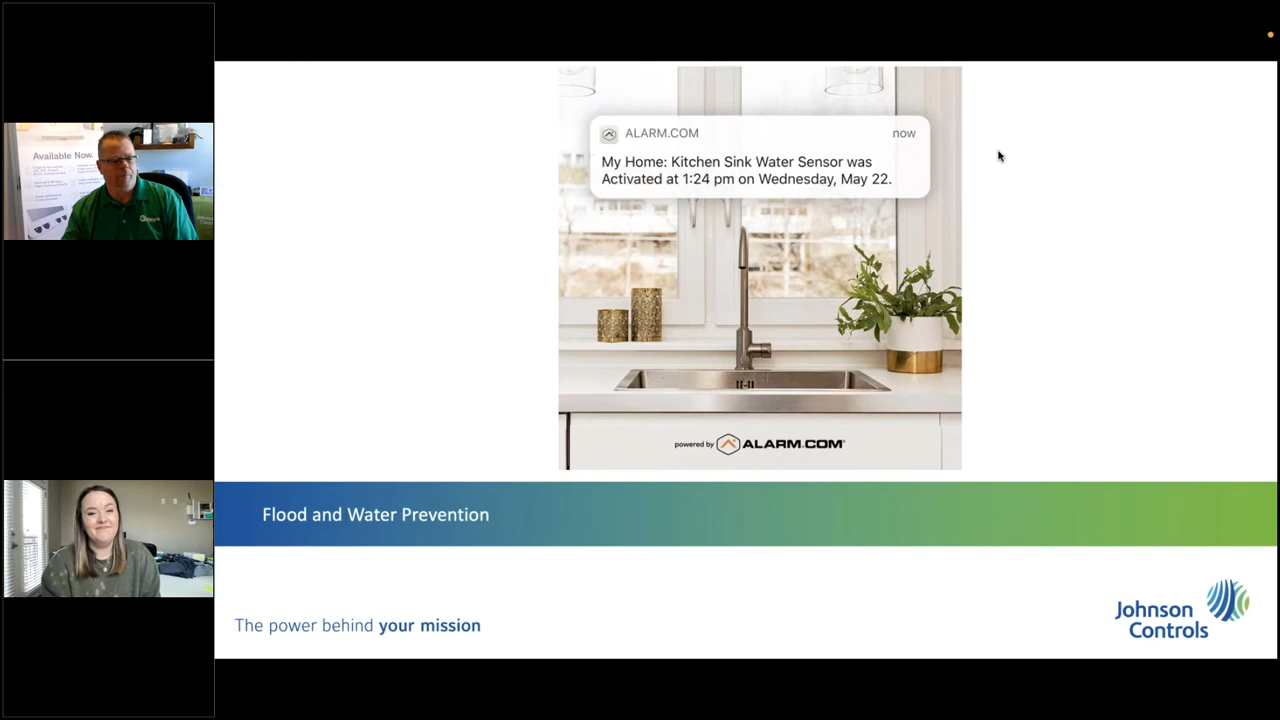 Available Now.
ALARM.COM
now
My Home: Kitchen Sink Water Sensor was
Activated at 1:24 pm on Wednesday, May 22.
powered by ALARM.COM
Flood and Water Prevention
The power behind your mission
Johnson
Controls